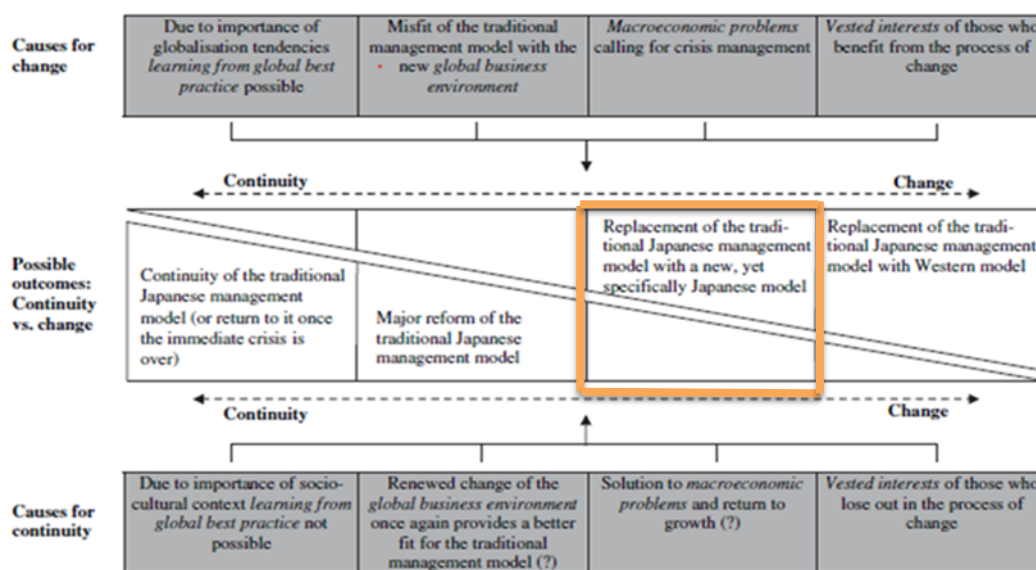 Causes for
change
Due to importance of
globalisation tendencies
learning from global best
practice possible
Misfit of the traditional
management model with the
new global business
environment
Macroeconomic problems
calling for crisis management
Vested interests of those who
benefit from the process of
change
Continuity
Change
Possible
outcomes:
Continuity
vs. change
Continuity of the traditional
Japanese management
model (or return to it once
the immediate crisis is
over)
Major reform of the
traditional Japanese
management model
Replacement of the tradi-
tional Japanese management
model with a new, yet
specifically Japanese model
Replacement of the tradi-
tional Japanese management
model with Western model
Continuity
Change
Causes for
continuity
Due to importance of socio-
cultural context learning from
global best practice not
possible
Renewed change of the
global business environment
once again provides a better
fit for the traditional
management model (?)
Solution to macroeconomic
problems and return to
growth (?)
Vested interests of those who
lose out in the process of
change